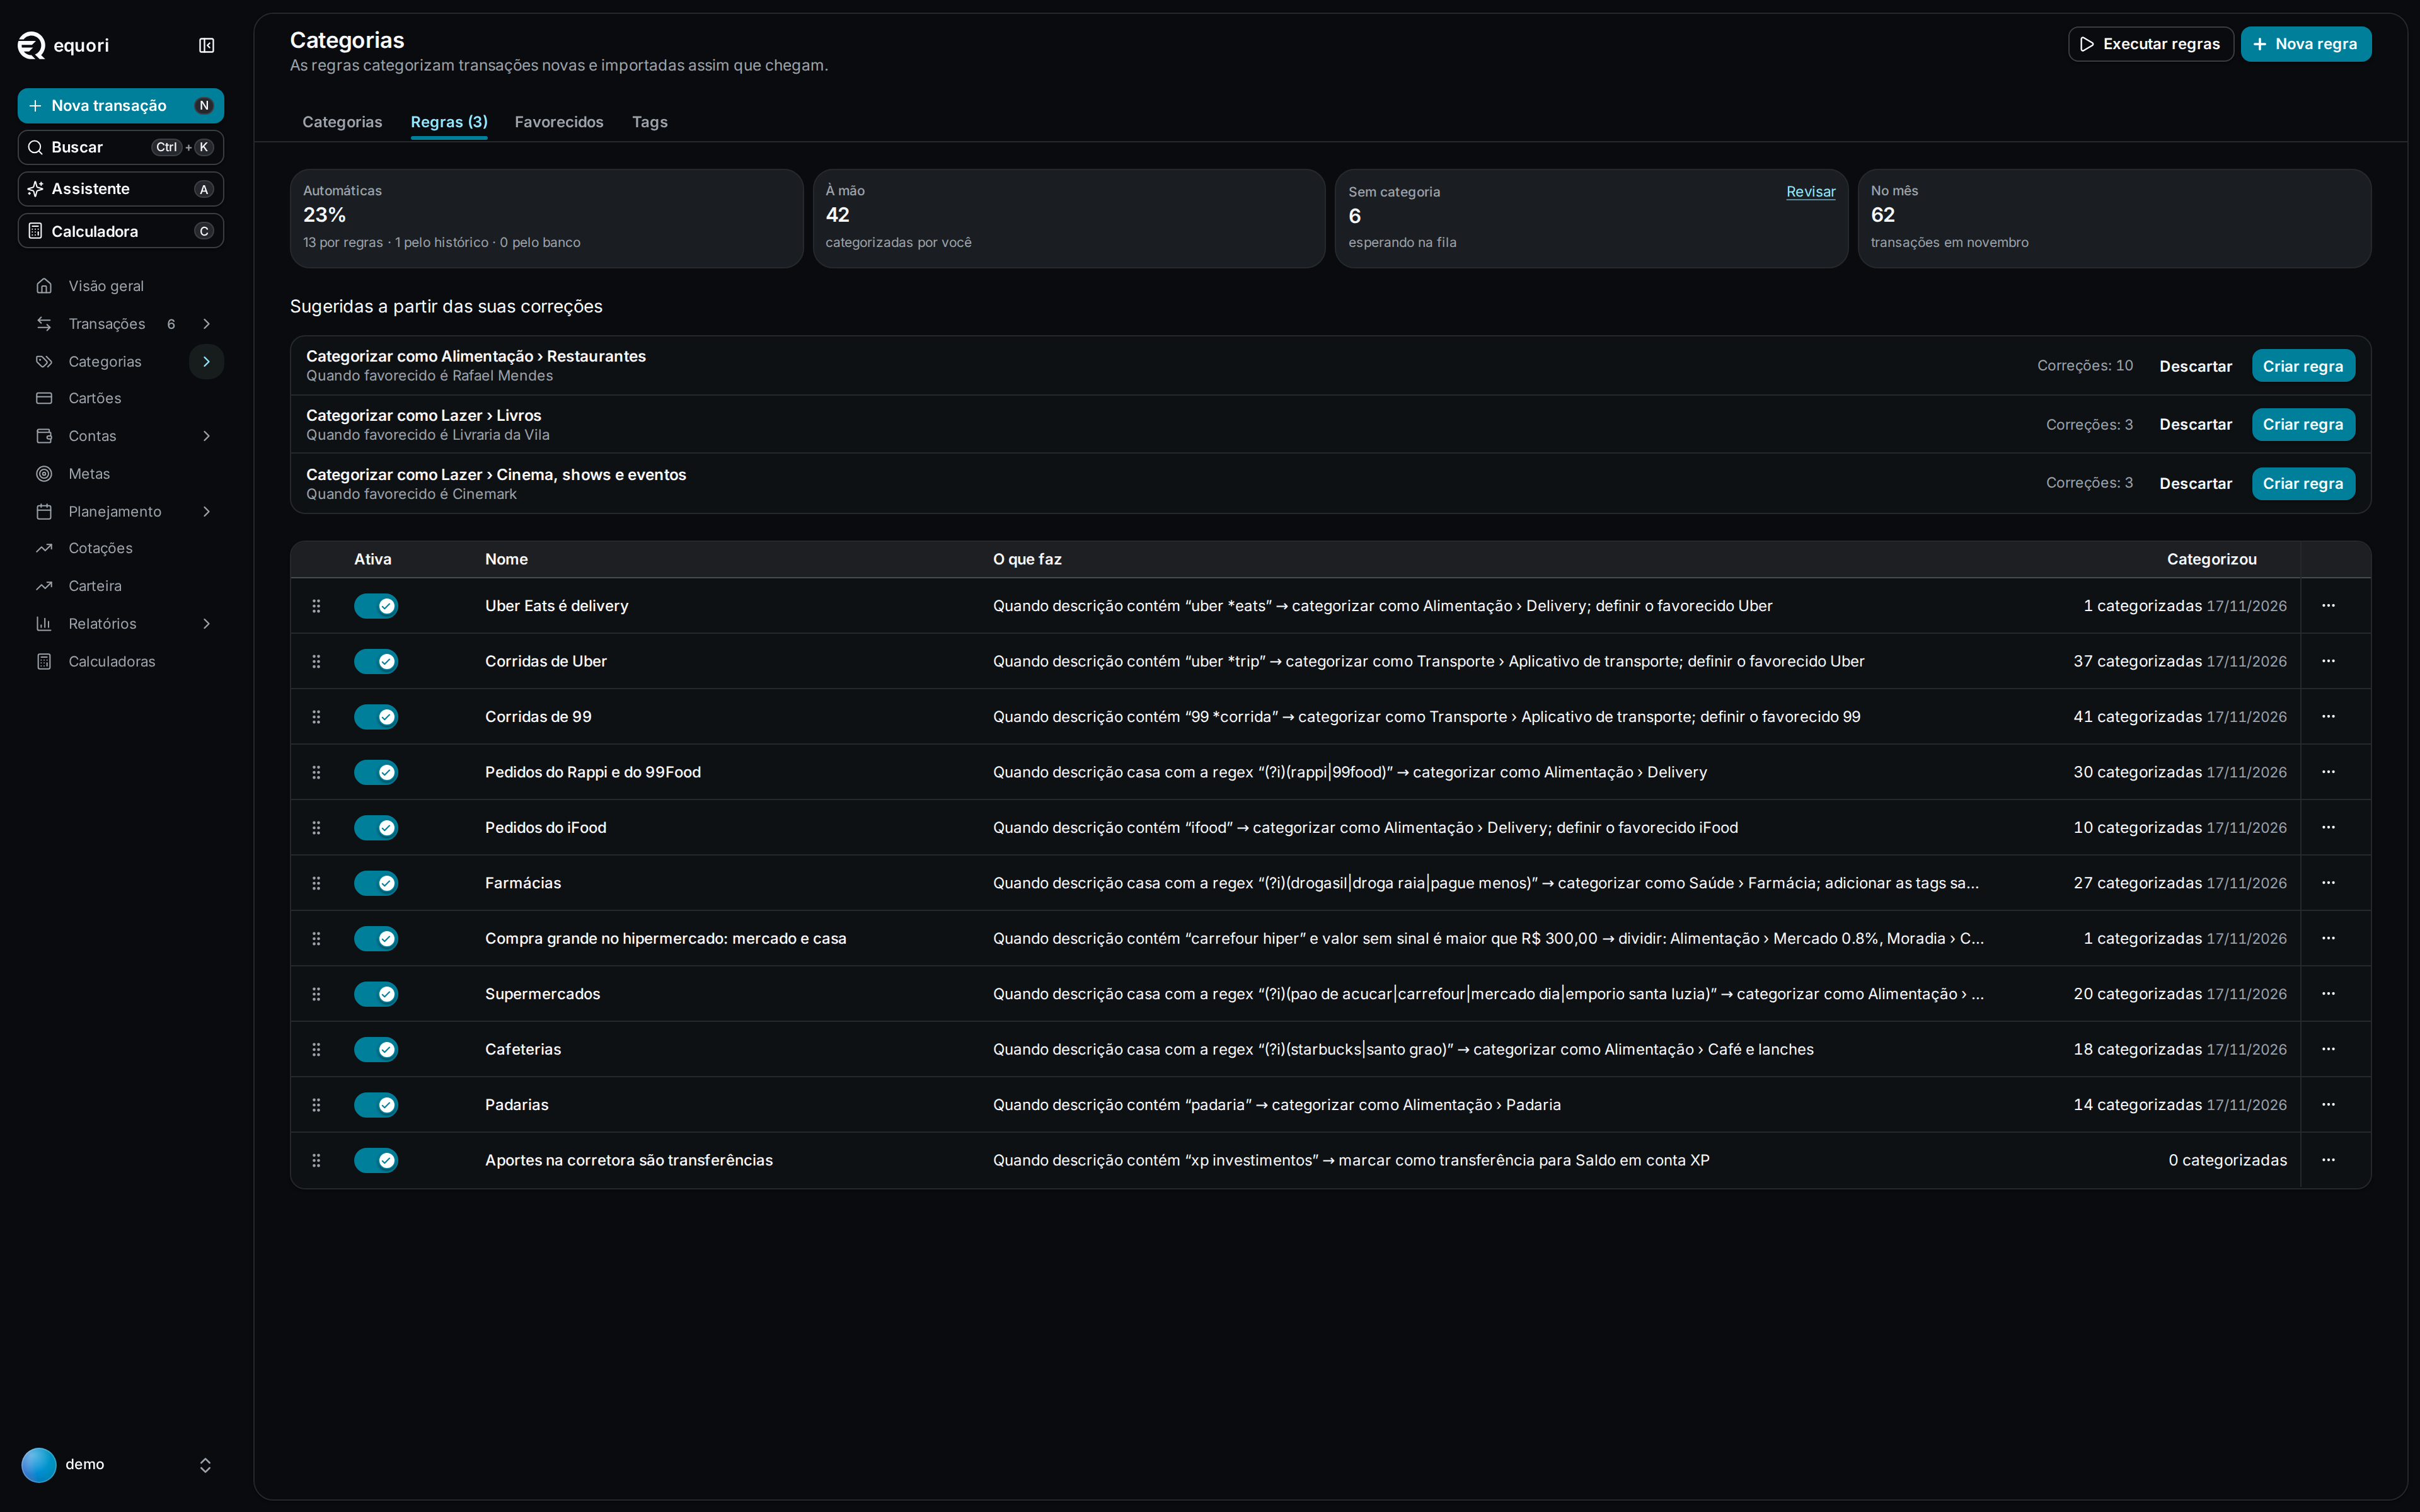 equori
Nova transação N
Buscar Ctrl + K
Assistente A
Calculadora C
Visão geral
Transações 6
Categorias
Cartões
Contas
Metas
Planejamento
Cotações
Carteira
Relatórios
Calculadoras
demo
Categorias
As regras categorizam transações novas e importadas assim que chegam.
Executar regras
Nova regra
Categorias Regras (3) Favorecidos Tags
Automáticas
23%
13 por regras · 1 pelo histórico · 0 pelo banco
À mão
42
categorizadas por você
Sem categoria Revisar
6
esperando na fila
No mês
62
transações em novembro
Sugeridas a partir das suas correções
Categorizar como Alimentação › Restaurantes
Quando favorecido é Rafael Mendes
Correções: 10 Descartar Criar regra
Categorizar como Lazer › Livros
Quando favorecido é Livraria da Vila
Correções: 3 Descartar Criar regra
Categorizar como Lazer › Cinema, shows e eventos
Quando favorecido é Cinemark
Correções: 3 Descartar Criar regra
Ativa Nome O que faz Categorizou
Uber Eats é delivery Quando descrição contém “uber *eats” → categorizar como Alimentação › Delivery; definir o favorecido Uber 1 categorizadas 17/11/2026
Corridas de Uber Quando descrição contém “uber *trip” → categorizar como Transporte › Aplicativo de transporte; definir o favorecido Uber 37 categorizadas 17/11/2026
Corridas de 99 Quando descrição contém “99 *corrida” → categorizar como Transporte › Aplicativo de transporte; definir o favorecido 99 41 categorizadas 17/11/2026
Pedidos do Rappi e do 99Food Quando descrição casa com a regex “(?i)(rappi|99food)” → categorizar como Alimentação › Delivery 30 categorizadas 17/11/2026
Pedidos do iFood Quando descrição contém “ifood” → categorizar como Alimentação › Delivery; definir o favorecido iFood 10 categorizadas 17/11/2026
Farmácias Quando descrição casa com a regex “(?i)(drogasil|droga raia|pague menos)” → categorizar como Saúde › Farmácia; adicionar as tags sa... 27 categorizadas 17/11/2026
Compra grande no hipermercado: mercado e casa Quando descrição contém “carrefour hiper” e valor sem sinal é maior que R$ 300,00 → dividir: Alimentação › Mercado 0.8%, Moradia › C... 1 categorizadas 17/11/2026
Supermercados Quando descrição casa com a regex “(?i)(pao de acucar|carrefour|mercado dia|emporio santa luzia)” → categorizar como Alimentação › ... 20 categorizadas 17/11/2026
Cafeterias Quando descrição casa com a regex “(?i)(starbucks|santo grao)” → categorizar como Alimentação › Café e lanches 18 categorizadas 17/11/2026
Padarias Quando descrição contém “padaria” → categorizar como Alimentação › Padaria 14 categorizadas 17/11/2026
Aportes na corretora são transferências Quando descrição contém “xp investimentos” → marcar como transferência para Saldo em conta XP 0 categorizadas